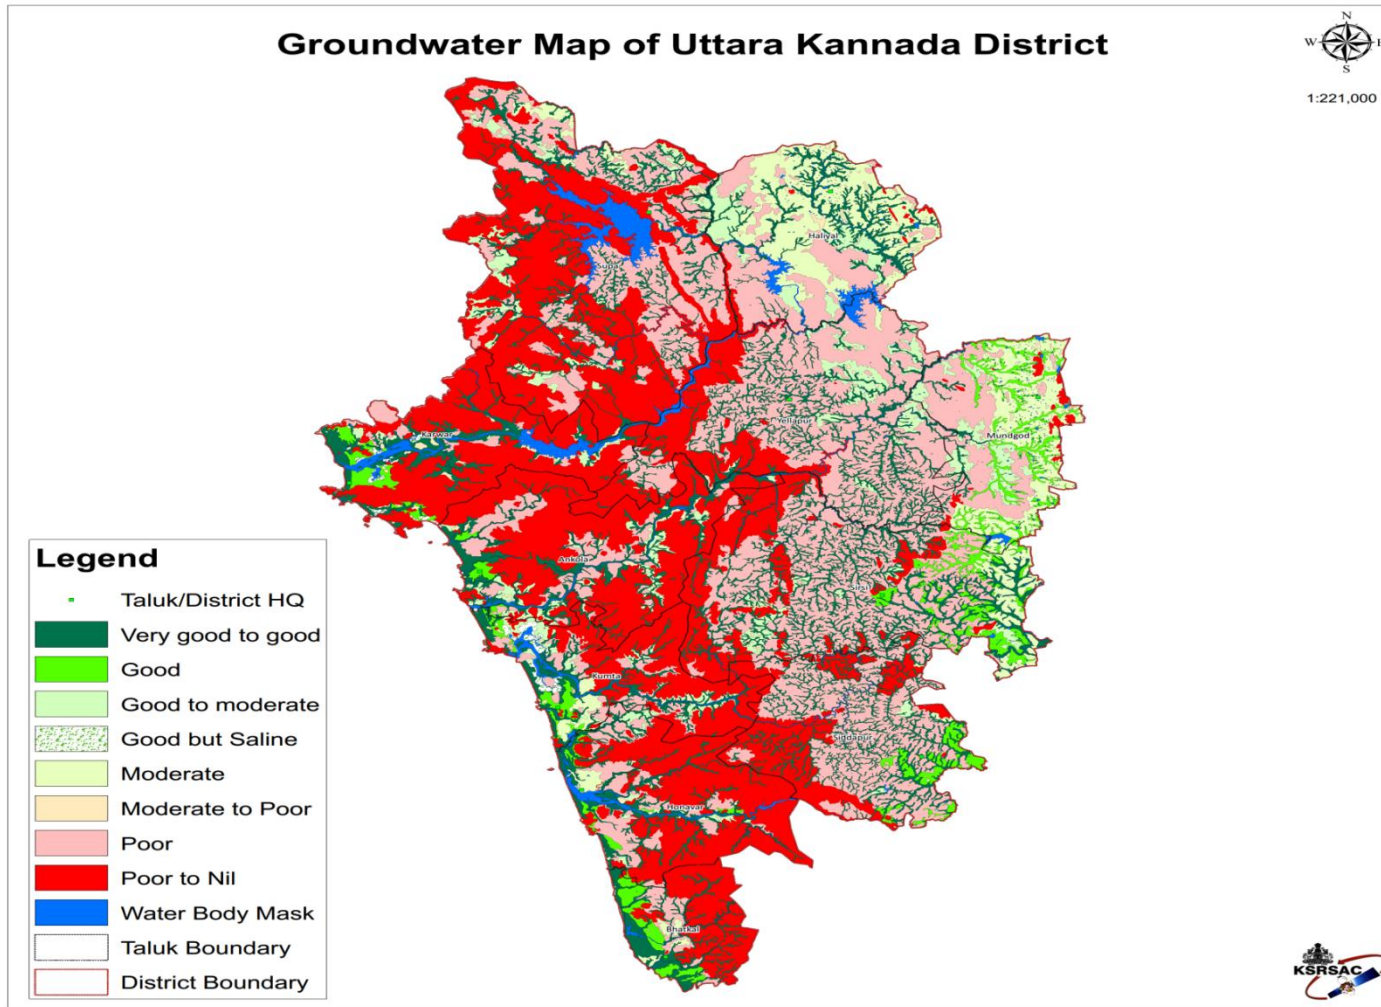 Groundwater Map of Uttara Kannada District
N
W
E
S
1:221,000
Haliyal
Supa
Karwar
Yellapur
Mundgod
Ankola
Sirsi
Kumta
Siddapur
Honavar
Bhatkal
Legend
Taluk/District HQ
Very good to good
Good
Good to moderate
Good but Saline
Moderate
Moderate to Poor
Poor
Poor to Nil
Water Body Mask
Taluk Boundary
District Boundary
KSRSAC